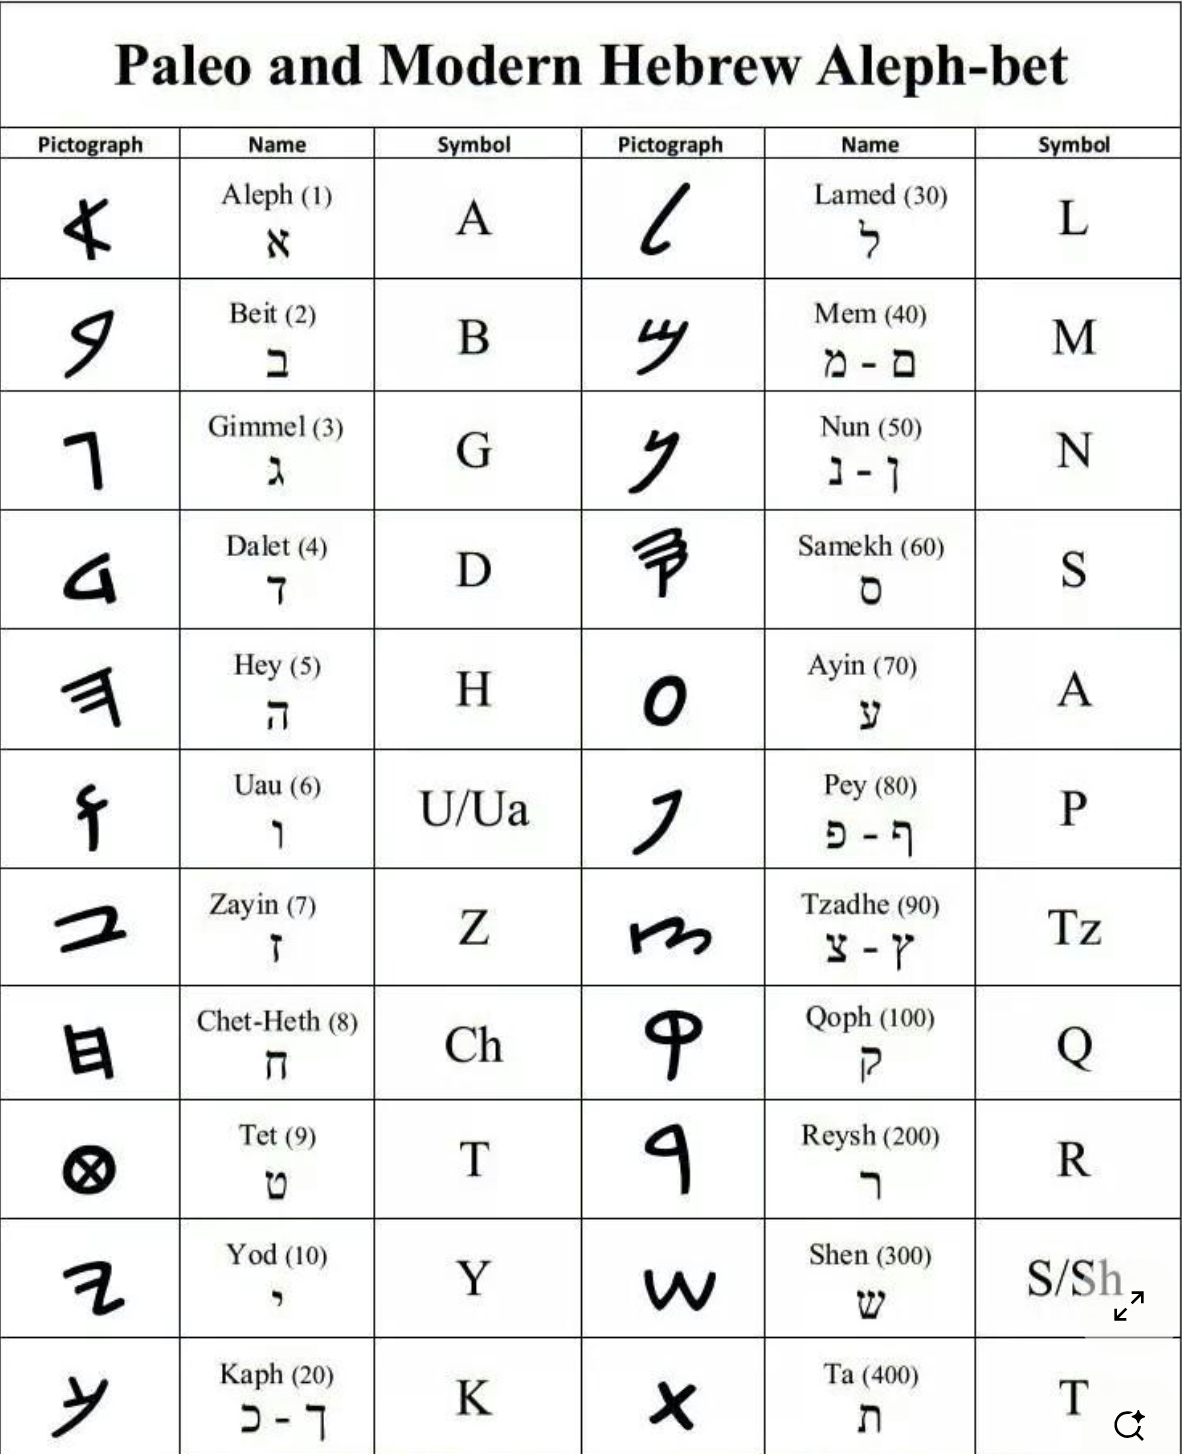 Paleo and Modern Hebrew Aleph-bet
Pictograph Name Symbol Pictograph Name Symbol
𐤀 Aleph (1) א A 𐤋 Lamed (30) ל L
𐤁 Beit (2) ב B 𐤌 Mem (40) מ - ם M
𐤂 Gimmel (3) ג G 𐤍 Nun (50) נ - ן N
𐤃 Dalet (4) ד D 𐤎 Samekh (60) ס S
𐤄 Hey (5) ה H 𐤏 Ayin (70) ע A
𐤅 Uau (6) ו U/Ua 𐤐 Pey (80) פ - ף P
𐤆 Zayin (7) ז Z 𐤑 Tzadhe (90) צ - ץ Tz
𐤇 Chet-Heth (8) ח Ch 𐤒 Qoph (100) ק Q
𐤈 Tet (9) ט T 𐤓 Reysh (200) ר R
𐤉 Yod (10) י Y 𐤔 Shen (300) ש S/Sh
𐤊 Kaph (20) כ - ך K 𐤕 Ta (400) ת T